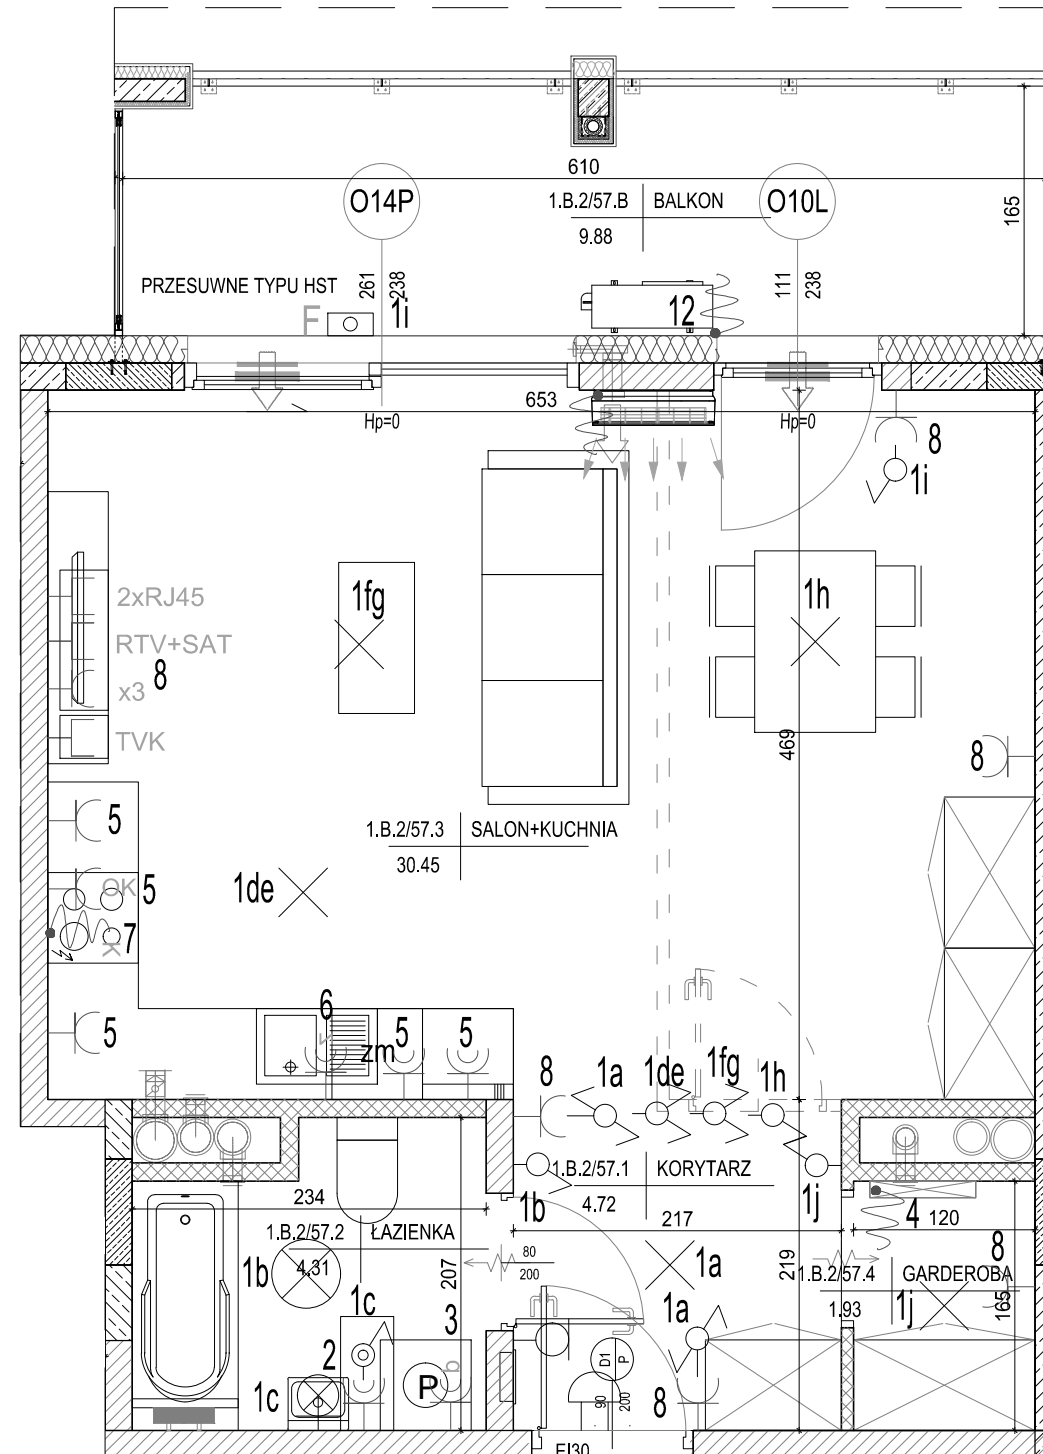 610
O14P
1.B.2/57.B BALKON
9.88
O10L
165
PRZESUWNE TYPU HST
261
238
111
238
F
1i
12
653
Hp=0
Hp=0
8
1i
2xRJ45
RTV+SAT
x3
8
TVK
1fg
1h
469
8
1.B.2/57.3 SALON+KUCHNIA
30.45
5
OK
5
K
7
1de
5
6
zm
5
5
8
1a
1de
1fg
1h
1.B.2/57.1 KORYTARZ
4.72
1b
1j
234
217
4
120
1.B.2/57.2 ŁAZIENKA
4.31
1b
207
80
200
1a
219
8
1.B.2/57.4 GARDEROBA
1.93
1j
165
1c
3
1a
2
P
b
D1
P
1c
90
200
8
EI30